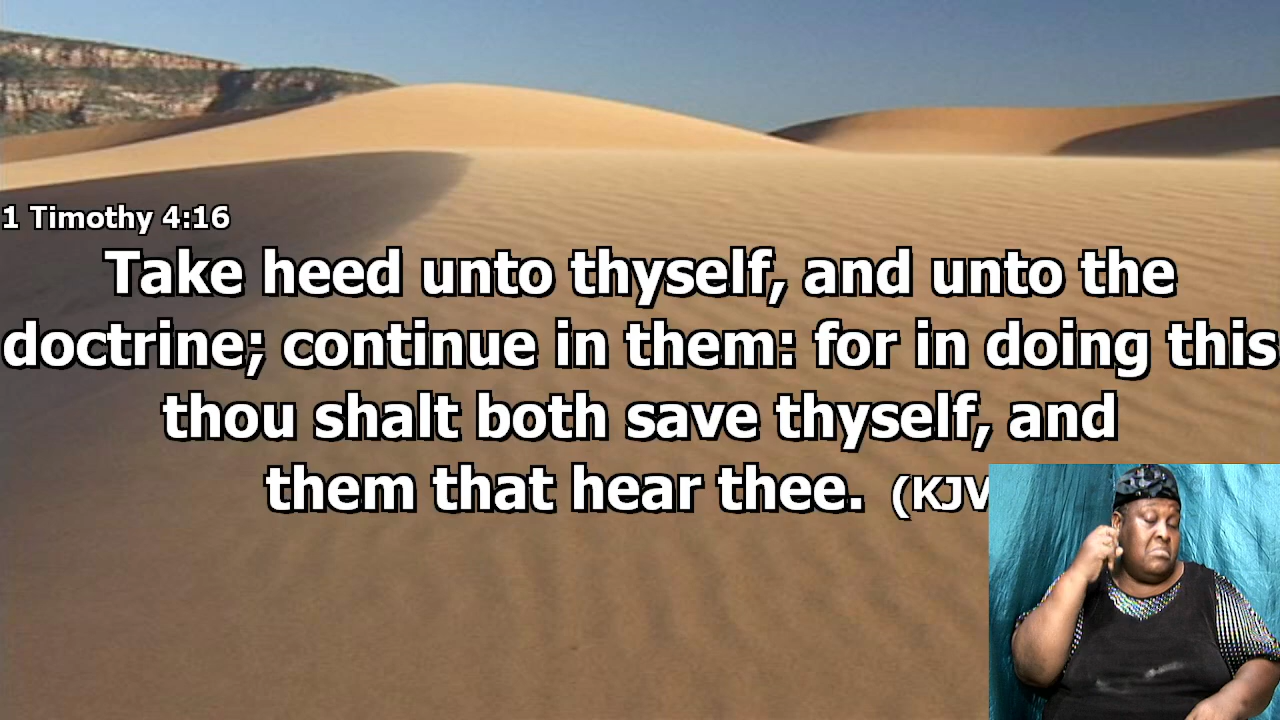 1 Timothy 4:16
Take heed unto thyself, and unto the
doctrine; continue in them: for in doing this
thou shalt both save thyself, and
them that hear thee. (KJV